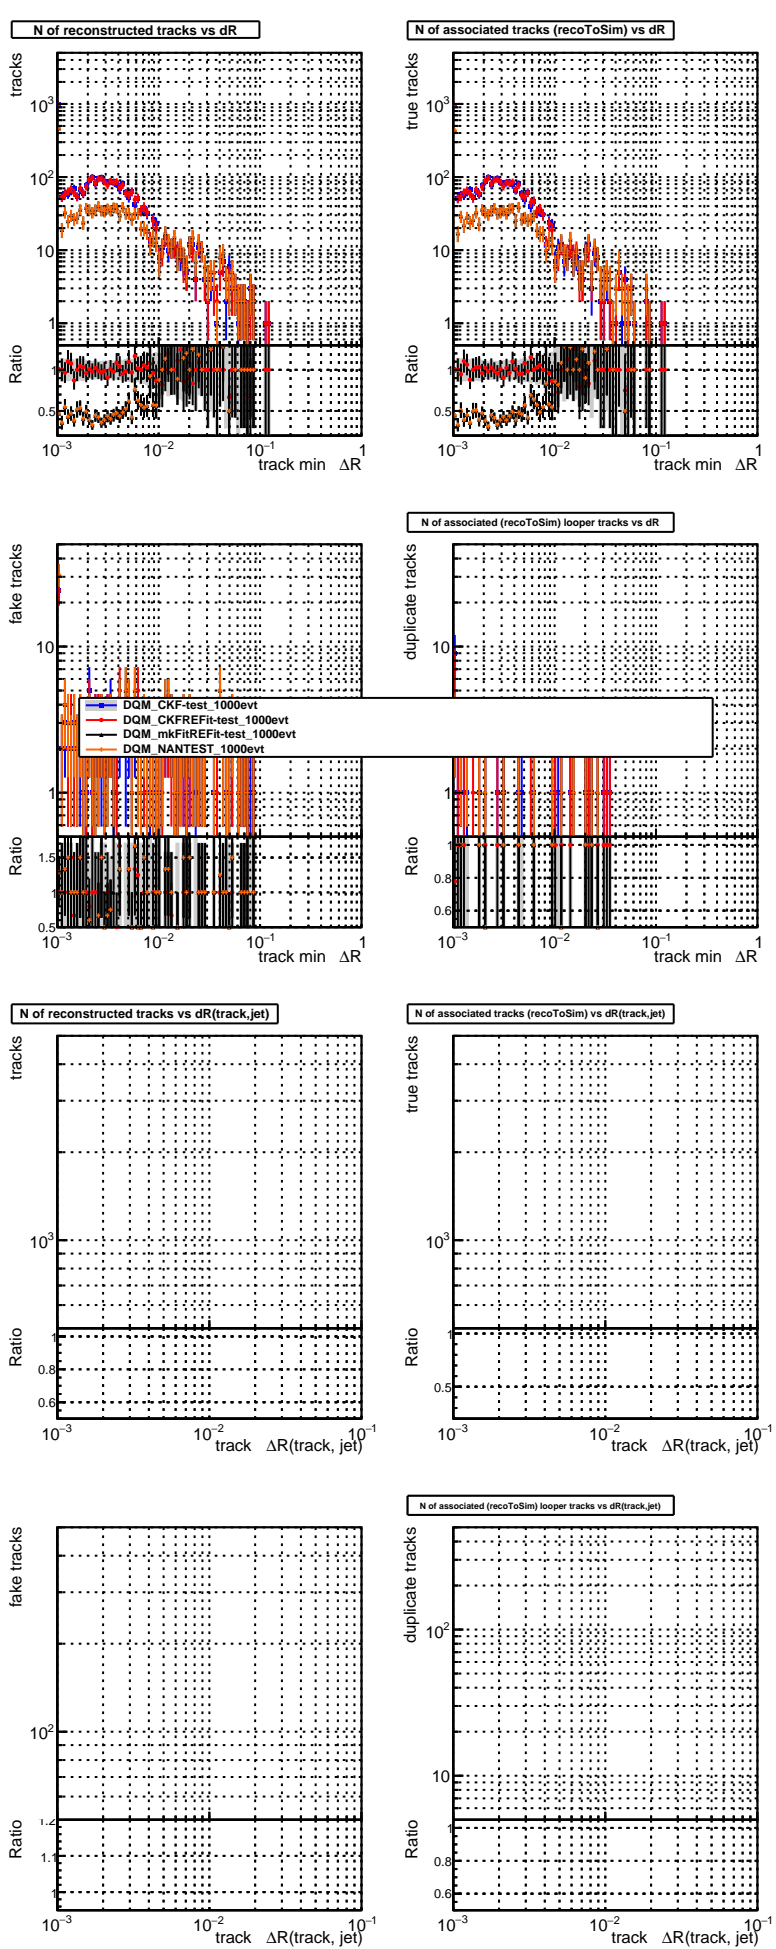 N of reconstructed tracks vs dR
N of associated tracks (recoToSim) vs dR
tracks
10³
10²
10
1
Ratio
1
0.5
10⁻³ 10⁻² 10⁻¹ 1
track min ΔR
true tracks
10³
10²
10
1
Ratio
1
0.5
10⁻³ 10⁻² 10⁻¹ 1
track min ΔR
N of associated (recoToSim) looper tracks vs dR
fake tracks
10
1
Ratio
1.5
1
0.5
10⁻³ 10⁻² 10⁻¹ 1
track min ΔR
duplicate tracks
10
1
Ratio
1
0.8
0.6
10⁻³ 10⁻² 10⁻¹ 1
track min ΔR
DQM_CKF-test_1000evt
DQM_CKFREFit-test_1000evt
DQM_mkFitREFit-test_1000evt
DQM_NANTEST_1000evt
N of reconstructed tracks vs dR(track,jet)
N of associated tracks (recoToSim) vs dR(track,jet)
tracks
10³
Ratio
1
0.8
0.6
10⁻³ 10⁻² 10⁻¹
track ΔR(track, jet)
true tracks
10³
Ratio
1
0.5
10⁻³ 10⁻² 10⁻¹
track ΔR(track, jet)
N of associated (recoToSim) looper tracks vs dR(track,jet)
fake tracks
10²
Ratio
1.2
1.1
1
10⁻³ 10⁻² 10⁻¹
track ΔR(track, jet)
duplicate tracks
10²
10
Ratio
1
0.8
0.6
10⁻³ 10⁻² 10⁻¹
track ΔR(track, jet)